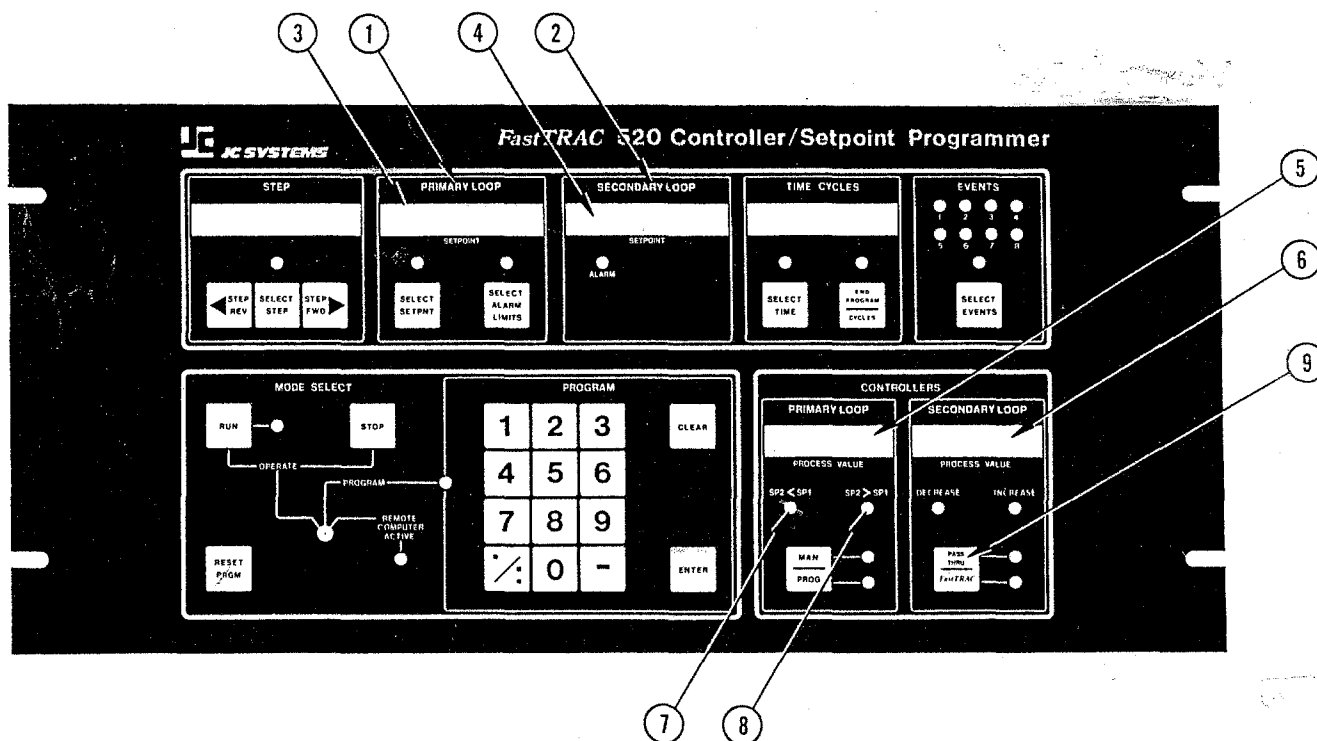 3 1 4 2
JC SYSTEMS
FastTRAC 520 Controller/Setpoint Programmer
5
STEP
STEP REV
SELECT STEP
STEP FWD
PRIMARY LOOP
SETPOINT
SELECT SETPNT
SELECT ALARM LIMITS
SECONDARY LOOP
SETPOINT
ALARM
TIME CYCLES
SELECT TIME
END PROGRAM
CYCLES
EVENTS
1 2 3 4
5 6 7 8
SELECT EVENTS
6
9
MODE SELECT
RUN
STOP
OPERATE
PROGRAM
REMOTE COMPUTER ACTIVE
RESET PRGM
PROGRAM
1 2 3
4 5 6
7 8 9
0 -
CLEAR
ENTER
CONTROLLERS
PRIMARY LOOP
PROCESS VALUE
SP2<SP1
SP2>SP1
MAN
PROG
SECONDARY LOOP
PROCESS VALUE
DECREASE
INCREASE
PASS THRU
FastTRAC
7 8